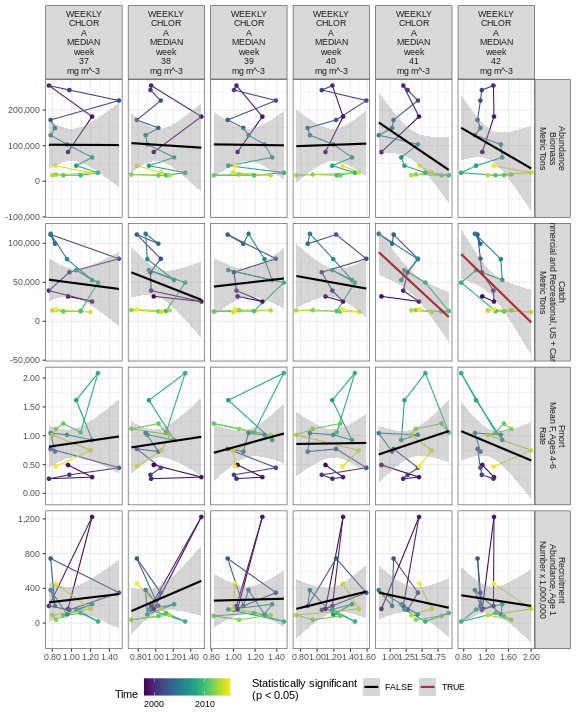 WEEKLY CHLOR A MEDIAN week 37 mg m^-3
WEEKLY CHLOR A MEDIAN week 38 mg m^-3
WEEKLY CHLOR A MEDIAN week 39 mg m^-3
WEEKLY CHLOR A MEDIAN week 40 mg m^-3
WEEKLY CHLOR A MEDIAN week 41 mg m^-3
WEEKLY CHLOR A MEDIAN week 42 mg m^-3
200,000
100,000
0
-100,000
Abundance
Biomass
Metric Tons
100,000
50,000
0
-50,000
Catch
mmercial and Recreational, US + Can
Metric Tons
2.00
1.50
1.00
0.50
0.00
Fmort
Mean F, Ages 4-6
Rate
1,200
800
400
0
Recruitment
Abundance, Age 1
Number x 1,000,000
0.80 1.00 1.20 1.40
0.80 1.00 1.20 1.40
0.80 1.00 1.20 1.40
0.80 1.00 1.20 1.40 1.60
1.00 1.25 1.50 1.75
0.80 1.20 1.60 2.00
Time
2000 2010
Statistically significant
(p < 0.05)
FALSE
TRUE